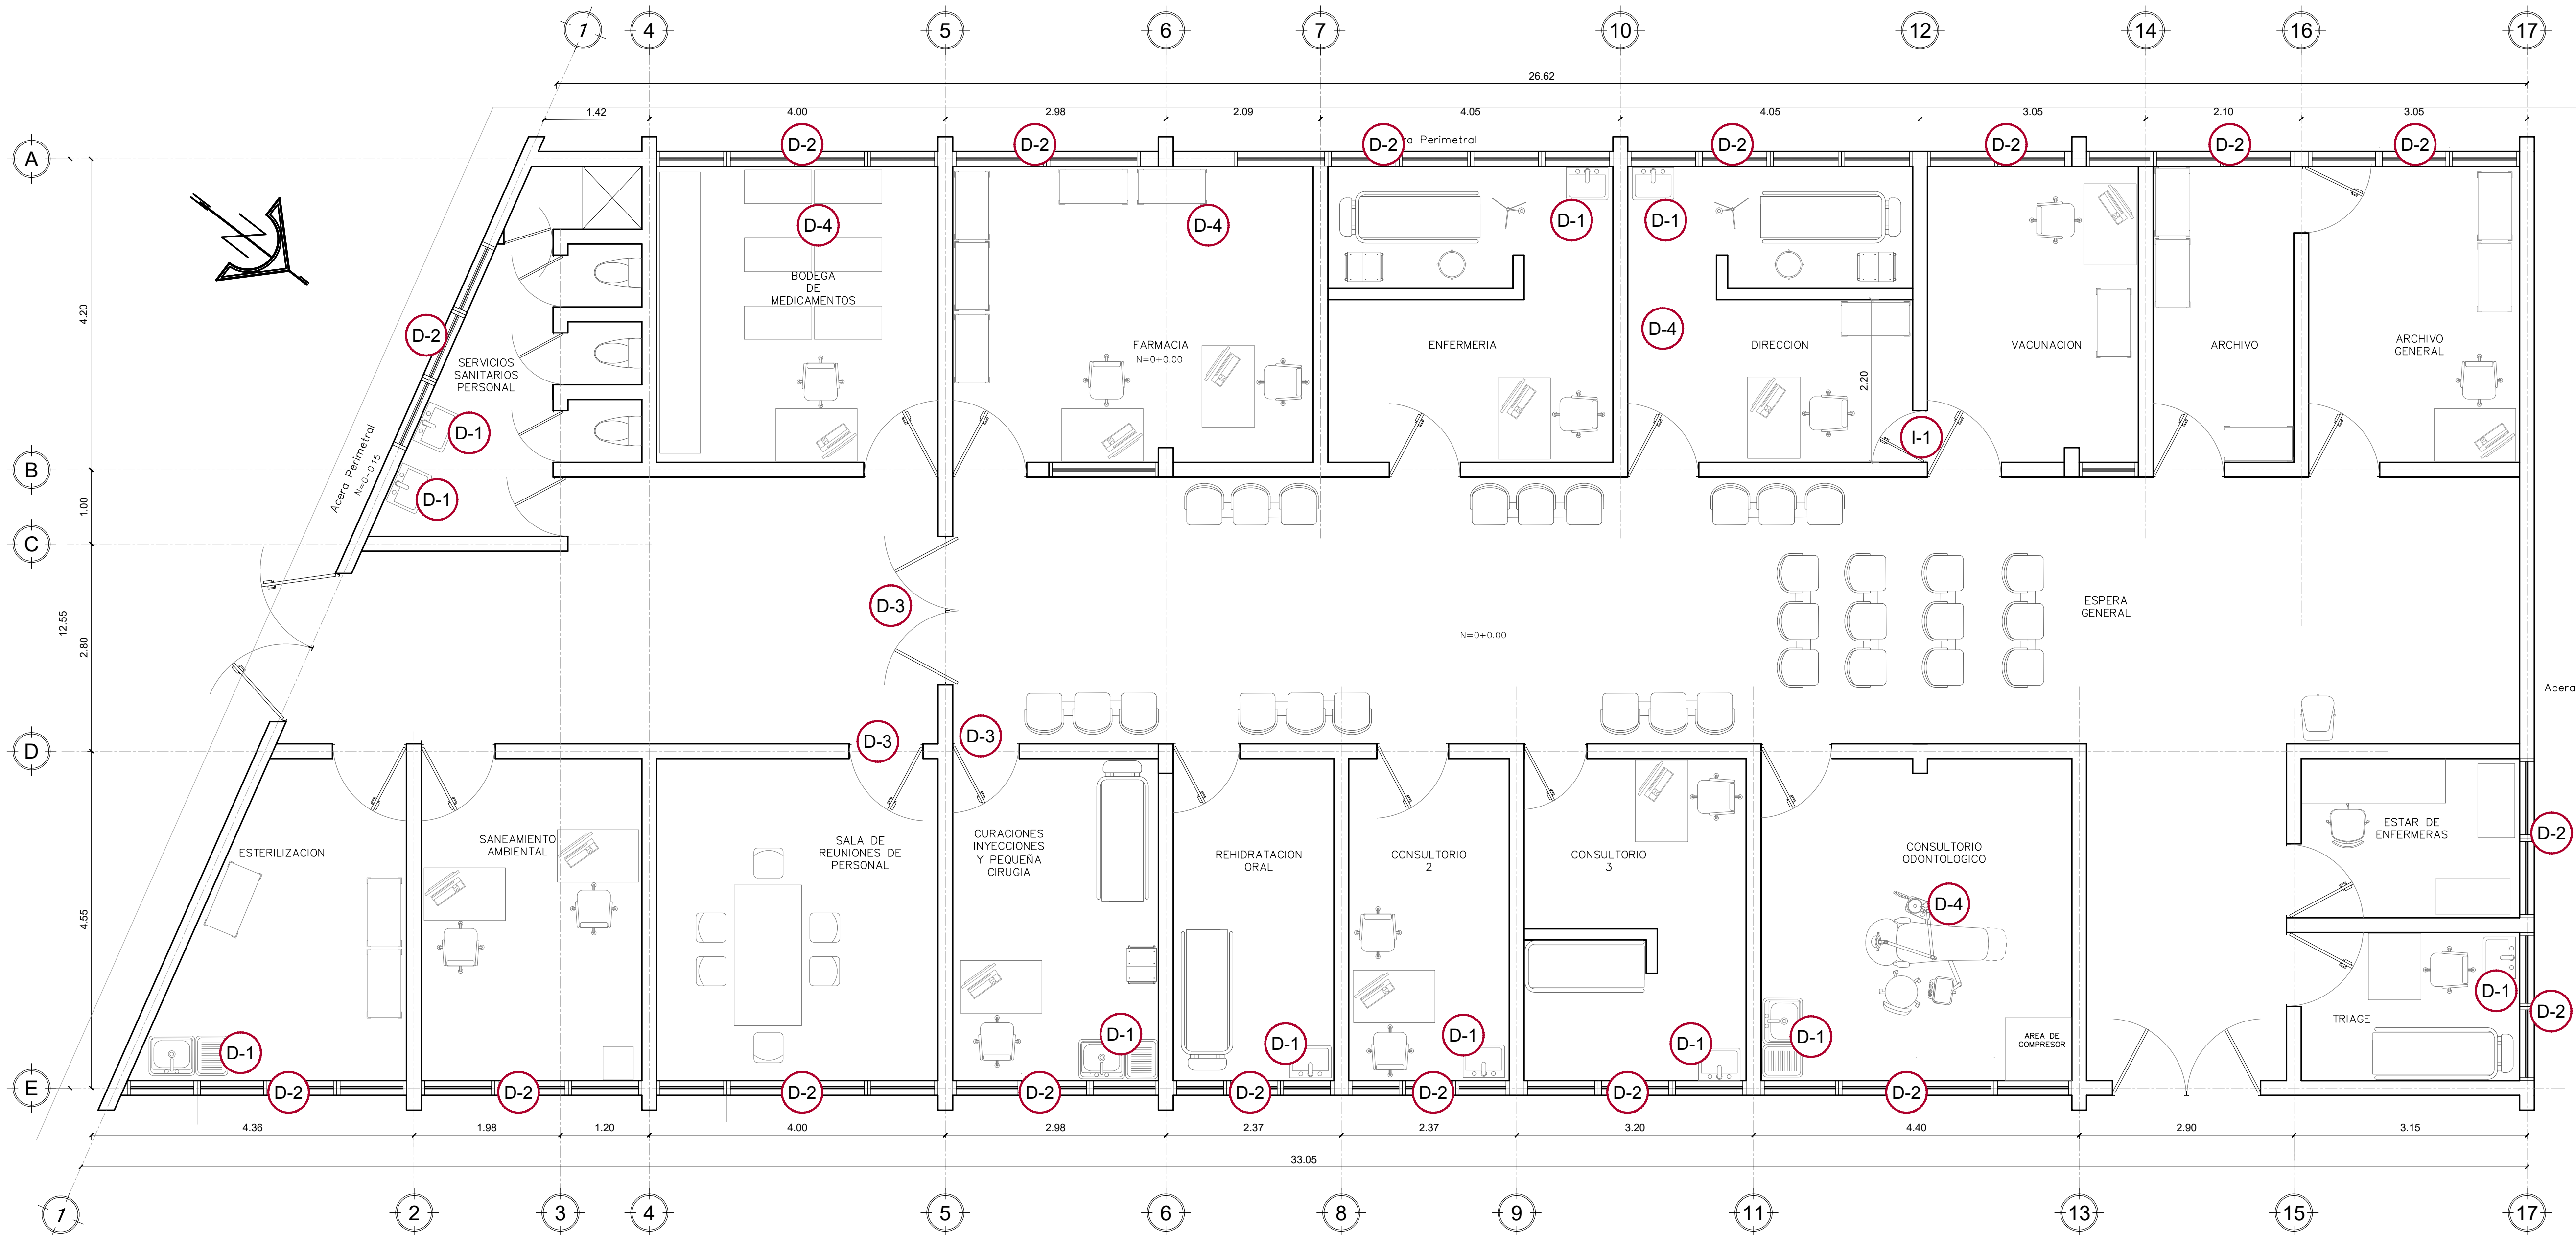 1
4
5
6
7
10
12
14
16
17
26.62
1.42
4.00
2.98
2.09
4.05
4.05
3.05
2.10
3.05
A
D-2
D-2
D-2
ra Perimetral
D-2
D-2
D-2
D-2
D-4
D-4
D-1
D-1
BODEGA
DE
MEDICAMENTOS
4.20
D-2
SERVICIOS
SANITARIOS
PERSONAL
FARMACIA
N=0+0.00
ENFERMERIA
D-4
DIRECCION
2.20
VACUNACION
ARCHIVO
ARCHIVO
GENERAL
D-1
I-1
Acera Perimetral
N=0-0.15
B
D-1
1.00
C
D-3
12.55
2.80
N=0+0.00
ESPERA
GENERAL
Acera
D
D-3
D-3
ESTERILIZACION
SANEAMIENTO
AMBIENTAL
SALA DE
REUNIONES DE
PERSONAL
CURACIONES
INYECCIONES
Y PEQUEÑA
CIRUGIA
REHIDRATACION
ORAL
CONSULTORIO
2
CONSULTORIO
3
CONSULTORIO
ODONTOLOGICO
ESTAR DE
ENFERMERAS
D-2
4.55
D-4
D-1
D-2
TRIAGE
D-1
D-1
D-1
D-1
D-1
D-1
AREA DE
COMPRESOR
E
D-2
D-2
D-2
D-2
D-2
D-2
D-2
D-2
4.36
1.98
1.20
4.00
2.98
2.37
2.37
3.20
4.40
2.90
3.15
33.05
1
2
3
4
5
6
8
9
11
13
15
17